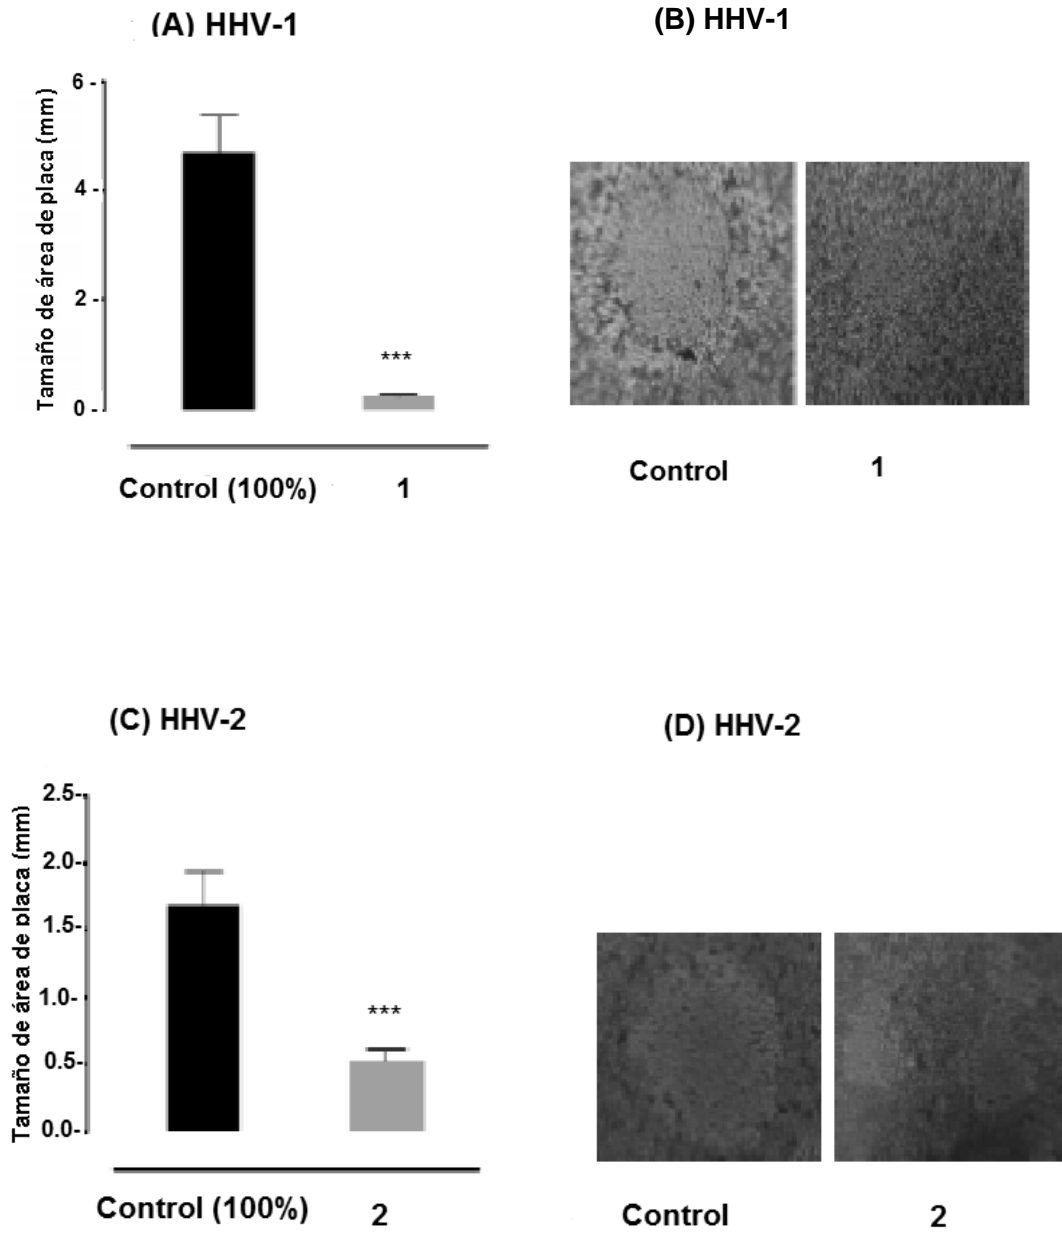 (A) HHV-1
Tamaño de área de placa (mm)
6
4
2
0
***
Control (100%) 1
(B) HHV-1
Control 1
(C) HHV-2
Tamaño de área de placa (mm)
2.5
2.0
1.5
1.0
0.5
0.0
***
Control (100%) 2
(D) HHV-2
Control 2